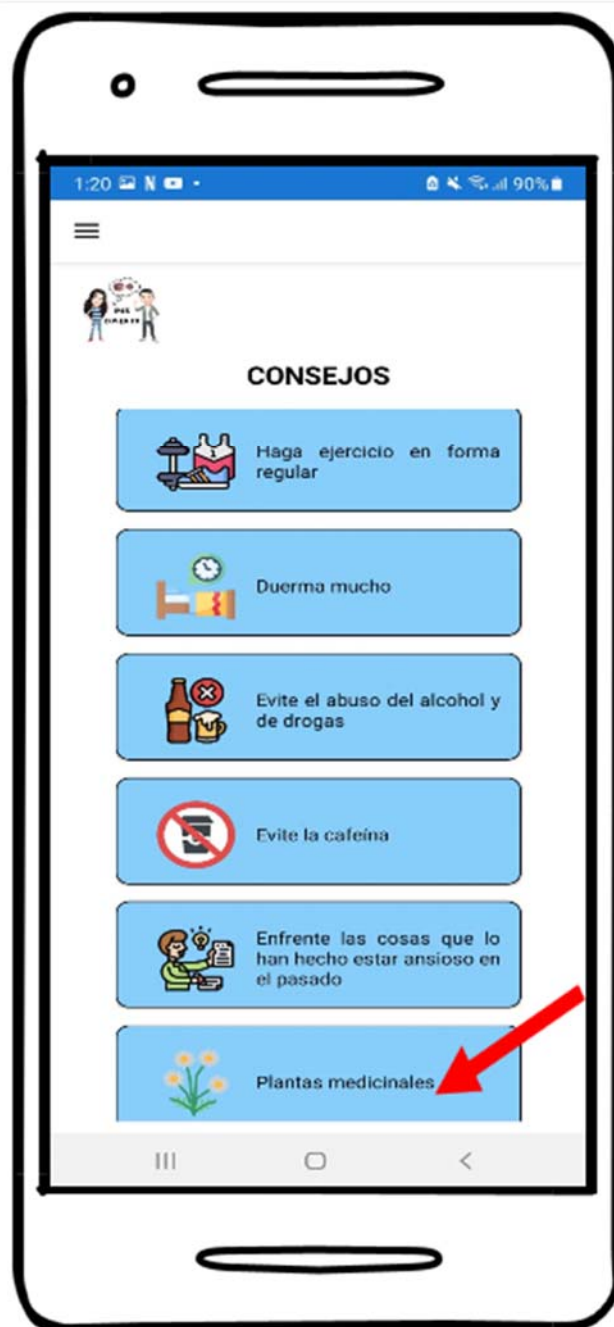 1:20 N 90%
CONSEJOS
Haga ejercicio en forma
regular
Duerma mucho
Evite el abuso del alcohol y
de drogas
Evite la cafeína
Enfrente las cosas que lo
han hecho estar ansioso en
el pasado
Plantas medicinales